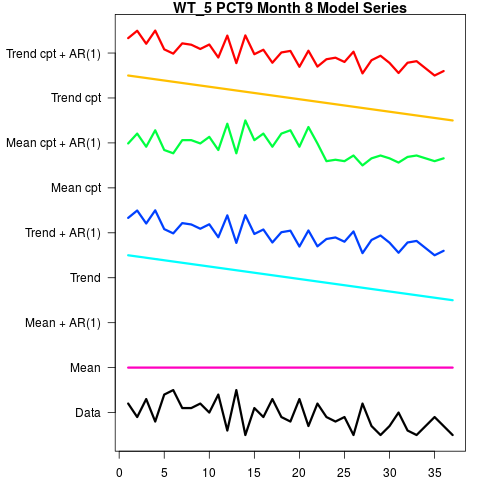 WT_5 PCT9 Month 8 Model Series
Trend cpt + AR(1)
Trend cpt
Mean cpt + AR(1)
Mean cpt
Trend + AR(1)
Trend
Mean + AR(1)
Mean
Data
0 5 10 15 20 25 30 35